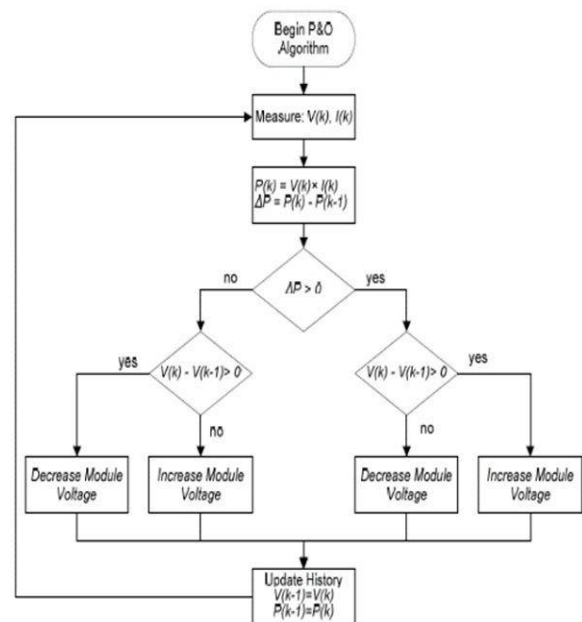 Begin P&O
Algorithm
Measure: V(k), I(k)
P(k) = V(k)× I(k)
ΔP = P(k) - P(k-1)
no
ΔP > 0
yes
yes
V(k) - V(k-1)> 0
no
V(k) - V(k-1)> 0
yes
no
Decrease Module
Voltage
Increase Module
Voltage
Decrease Module
Voltage
Increase Module
Voltage
Update History
V(k-1)=V(k)
P(k-1)=P(k)